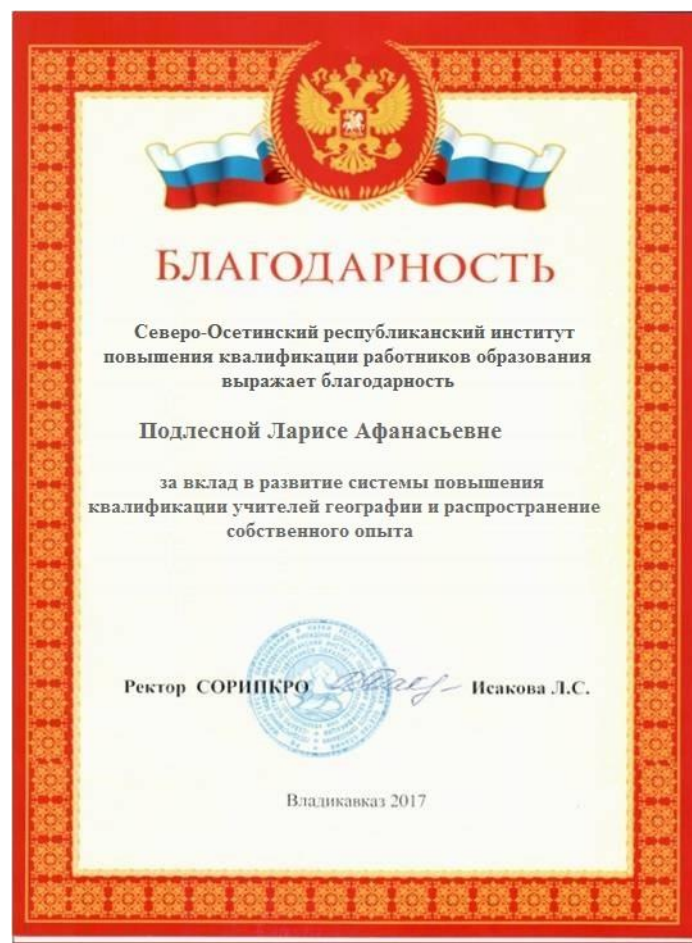 БЛАГОДАРНОСТЬ
Северо-Осетинский республиканский институт
повышения квалификации работников образования
выражает благодарность
Подлесной Ларисе Афанасьевне
за вклад в развитие системы повышения
квалификации учителей географии и распространение
собственного опыта
Ректор СОРИПКРО Исакова Л.С.
Владикавказ 2017